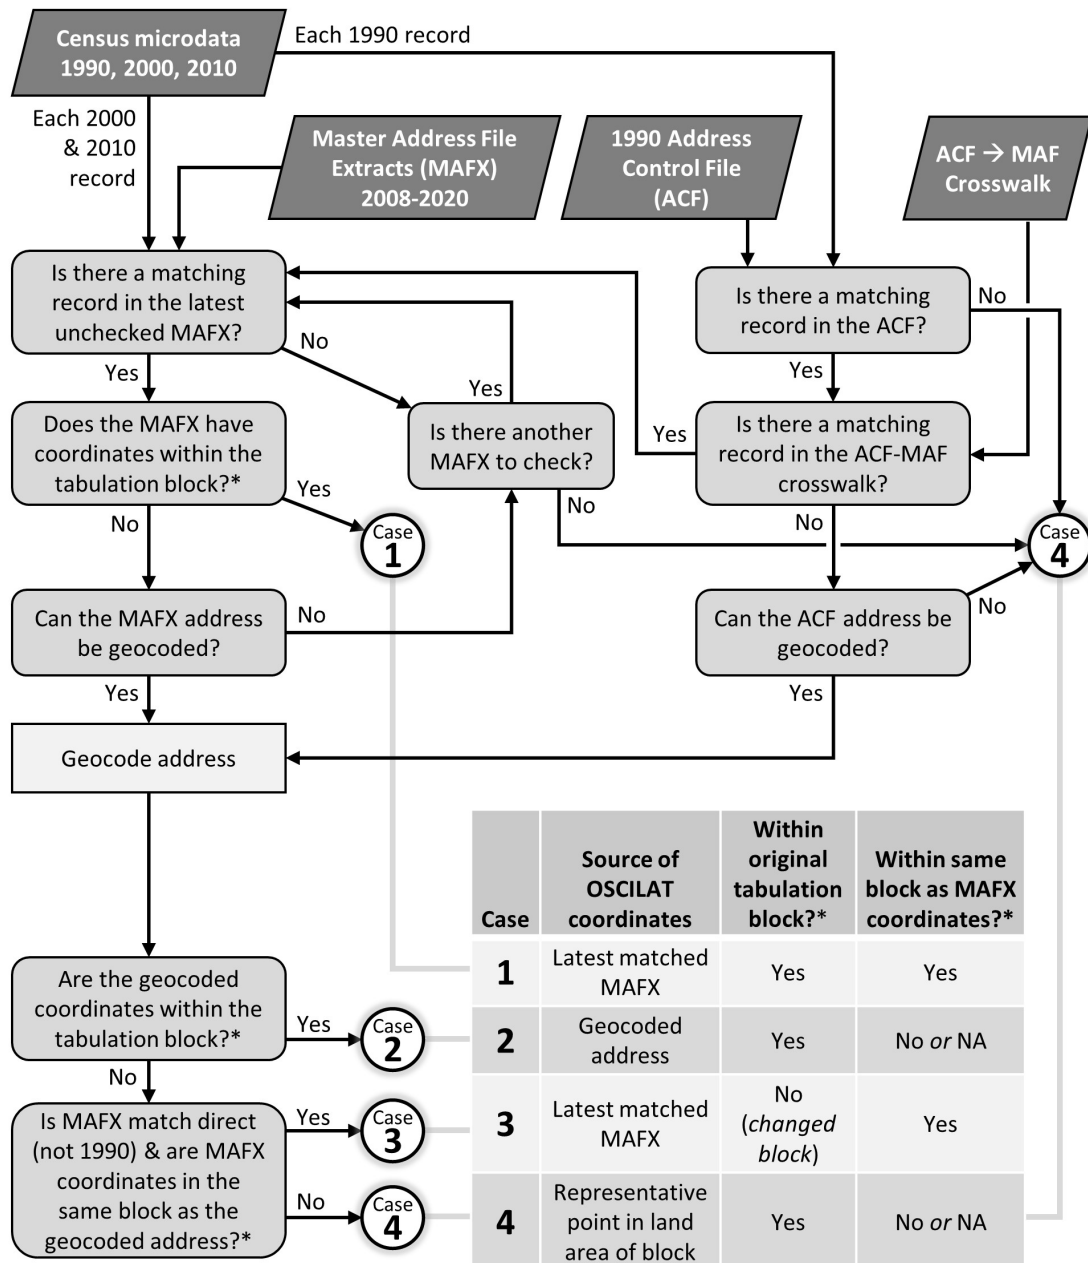 Census microdata
1990, 2000, 2010
Each 1990 record
Each 2000
& 2010
record
Master Address File
Extracts (MAFX)
2008-2020
1990 Address
Control File
(ACF)
ACF → MAF
Crosswalk
Is there a matching
record in the latest
unchecked MAFX?
No
Yes
Is there a matching
record in the ACF?
No
Yes
Does the MAFX have
coordinates within the
tabulation block?*
Yes
No
Yes
Is there another
MAFX to check?
No
Yes
Is there a matching
record in the ACF-MAF
crosswalk?
No
Case
1
Case
4
Can the MAFX address
be geocoded?
No
Yes
Can the ACF address be
geocoded?
No
Yes
Geocode address
Are the geocoded
coordinates within the
tabulation block?*
Yes
No
Case
2
Is MAFX match direct
(not 1990) & are MAFX
coordinates in the
same block as the
geocoded address?*
Yes
Case
3
No
Case
4
Case
Source of
OSCILAT
coordinates
Within
original
tabulation
block?*
Within same
block as MAFX
coordinates?*
1
Latest matched
MAFX
Yes
Yes
2
Geocoded
address
Yes
No or NA
3
Latest matched
MAFX
No
(changed
block)
Yes
4
Representative
point in land
area of block
Yes
No or NA